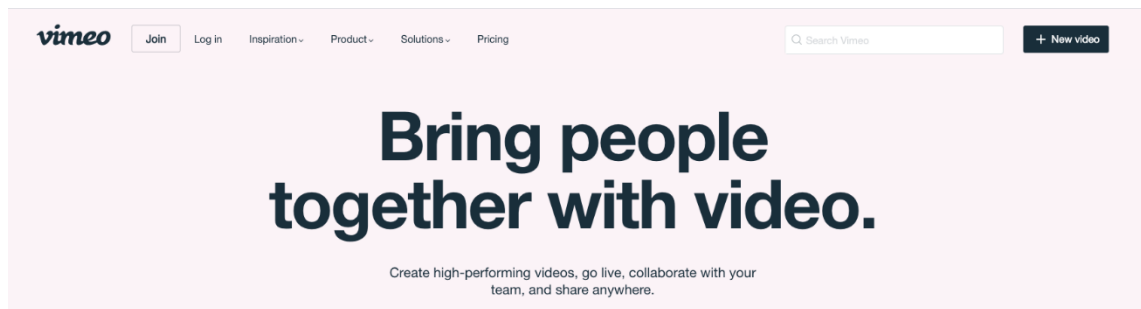 vimeo Join Log in Inspiration Product Solutions Pricing Search Vimeo + New video
Bring people
together with video.
Create high-performing videos, go live, collaborate with your
team, and share anywhere.